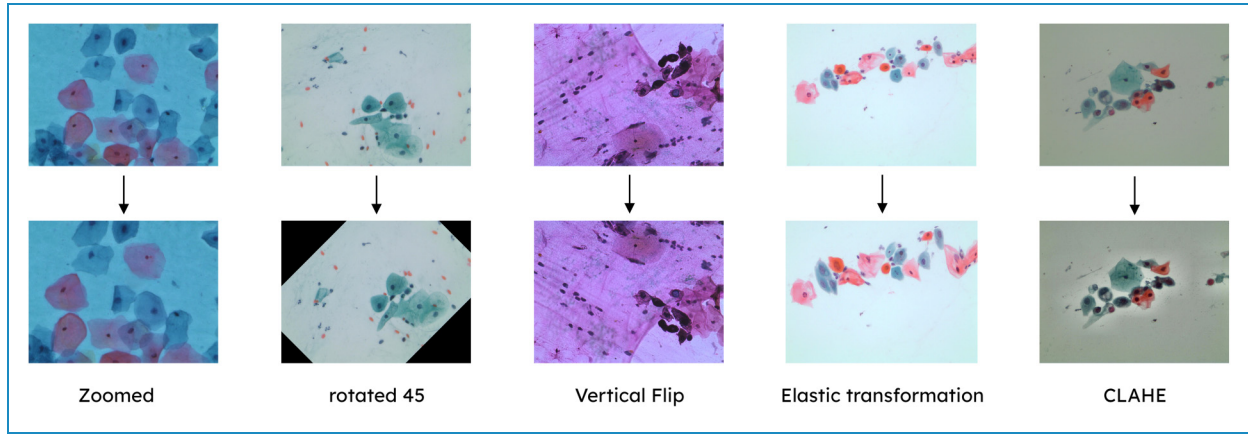 Zoomed
rotated 45
Vertical Flip
Elastic transformation
CLAHE